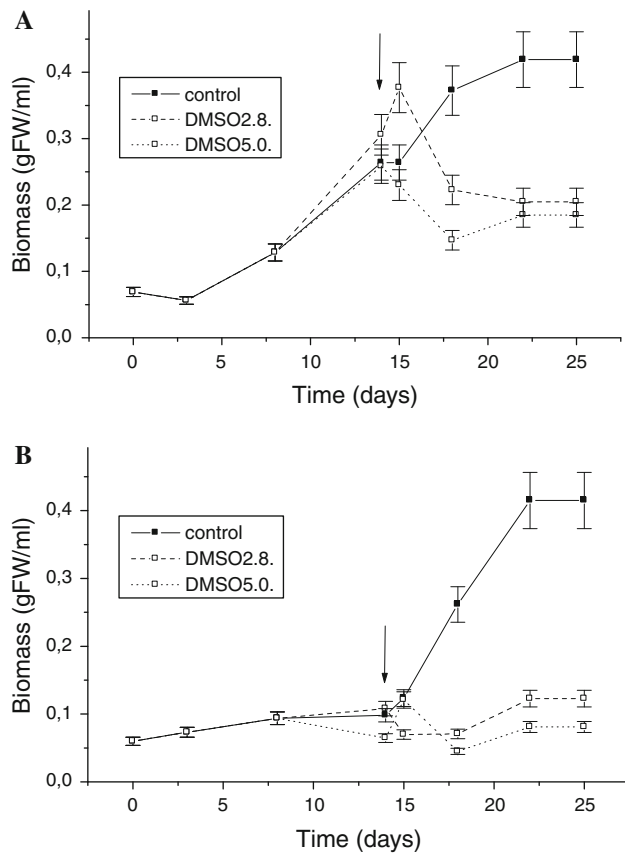 A
Biomass (gFW/ml)
0,4
0,3
0,2
0,1
0,0
control
DMSO2.8.
DMSO5.0.
0 5 10 15 20 25
Time (days)
B
Biomass (gFW/ml)
0,4
0,3
0,2
0,1
0,0
control
DMSO2.8.
DMSO5.0.
0 5 10 15 20 25
Time (days)